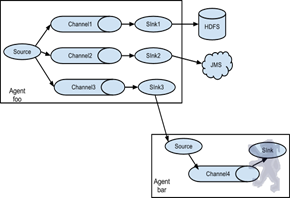 Channel1
SInk1
HDFS
Source
Channel2
SInk2
JMS
Channel3
SInk3
Agent
foo
Source
SInk
Channel4
Agent
bar